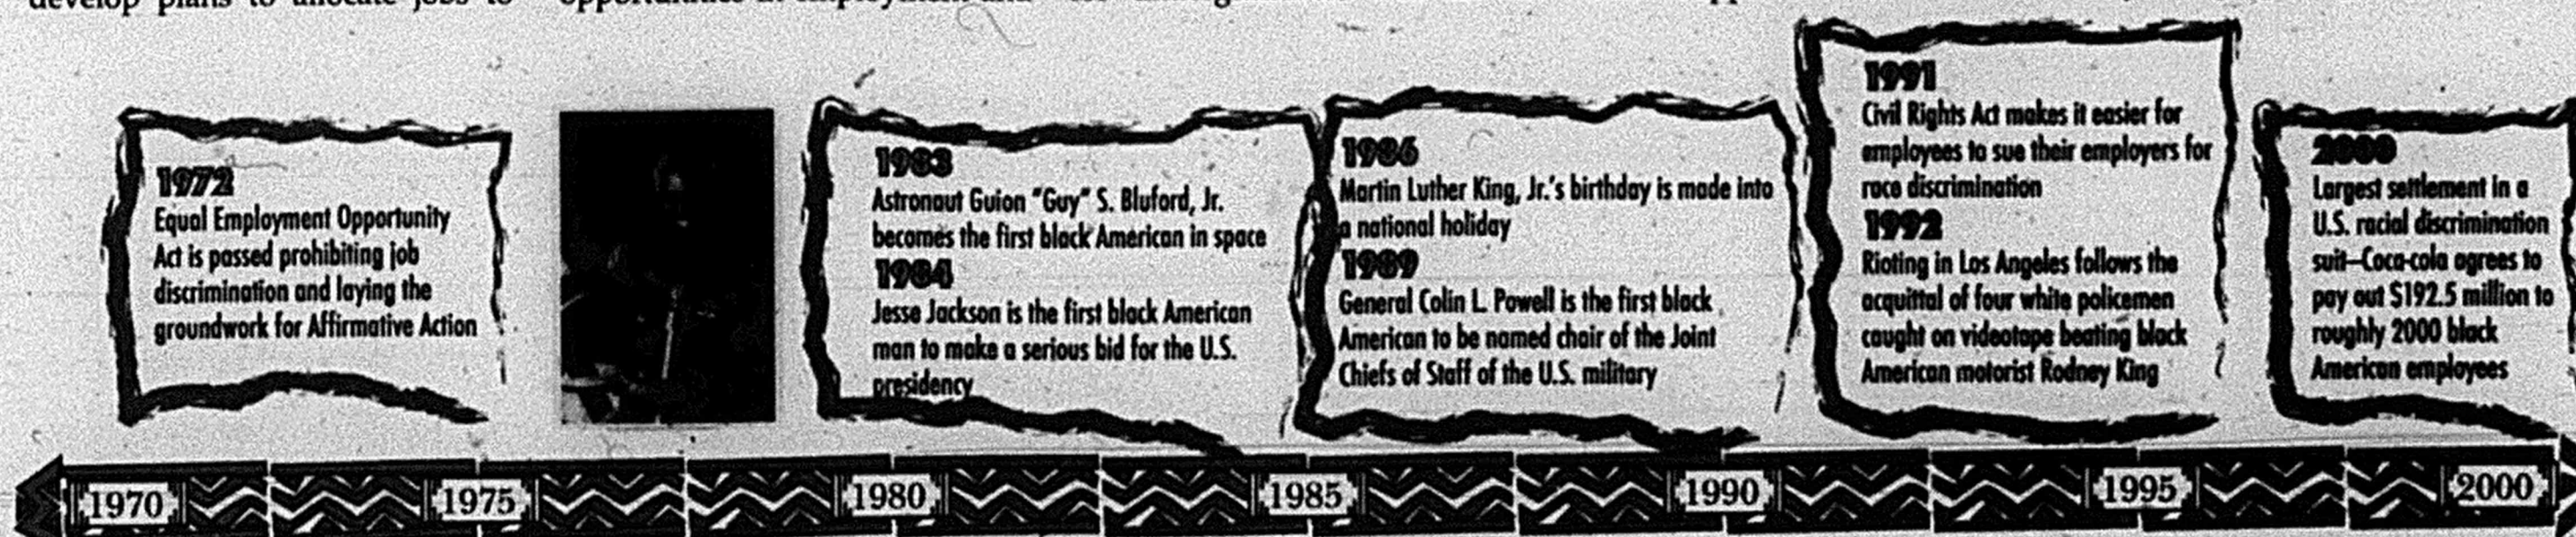 develop plans to allocate jobs to opportunities in employment and
1972
Equal Employment Opportunity
Act is passed prohibiting job
discrimination and laying the
groundwork for Affirmative Action
1983
Astronaut Guion "Guy" S. Bluford, Jr.
becomes the first black American in space
1984
Jesse Jackson is the first black American
man to make a serious bid for the U.S.
presidency
1986
Martin Luther King, Jr.'s birthday is made into
a national holiday
1989
General Colin L. Powell is the first black
American to be named chair of the Joint
Chiefs of Staff of the U.S. military
1991
Civil Rights Act makes it easier for
employees to sue their employers for
race discrimination
1992
Rioting in Los Angeles follows the
acquittal of four white policemen
caught on videotape beating black
American motorist Rodney King
2000
Largest settlement in a
U.S. racial discrimination
suit—Coca-cola agrees to
pay out $192.5 million to
roughly 2000 black
American employees
1970 1975 1980 1985 1990 1995 2000